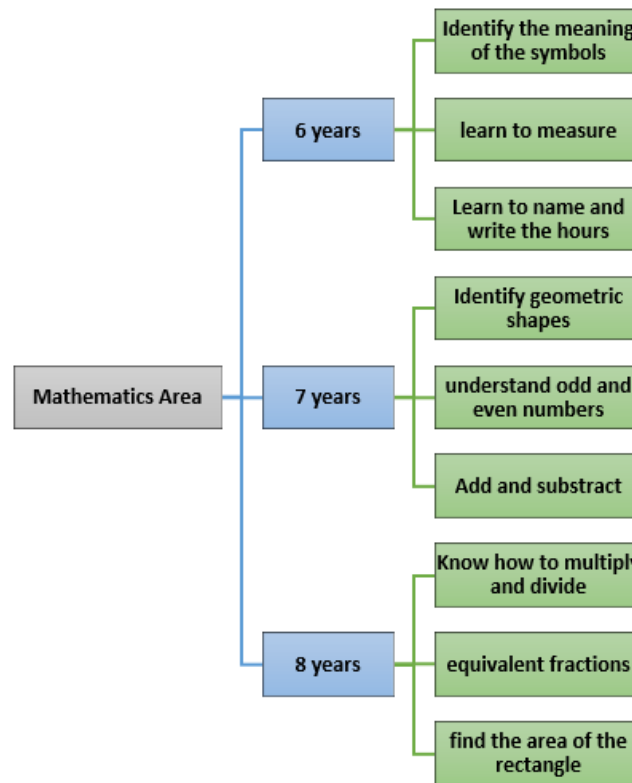 Mathematics Area
6 years
Identify the meaning
of the symbols
learn to measure
Learn to name and
write the hours
7 years
Identify geometric
shapes
understand odd and
even numbers
Add and substract
8 years
Know how to multiply
and divide
equivalent fractions
find the area of the
rectangle